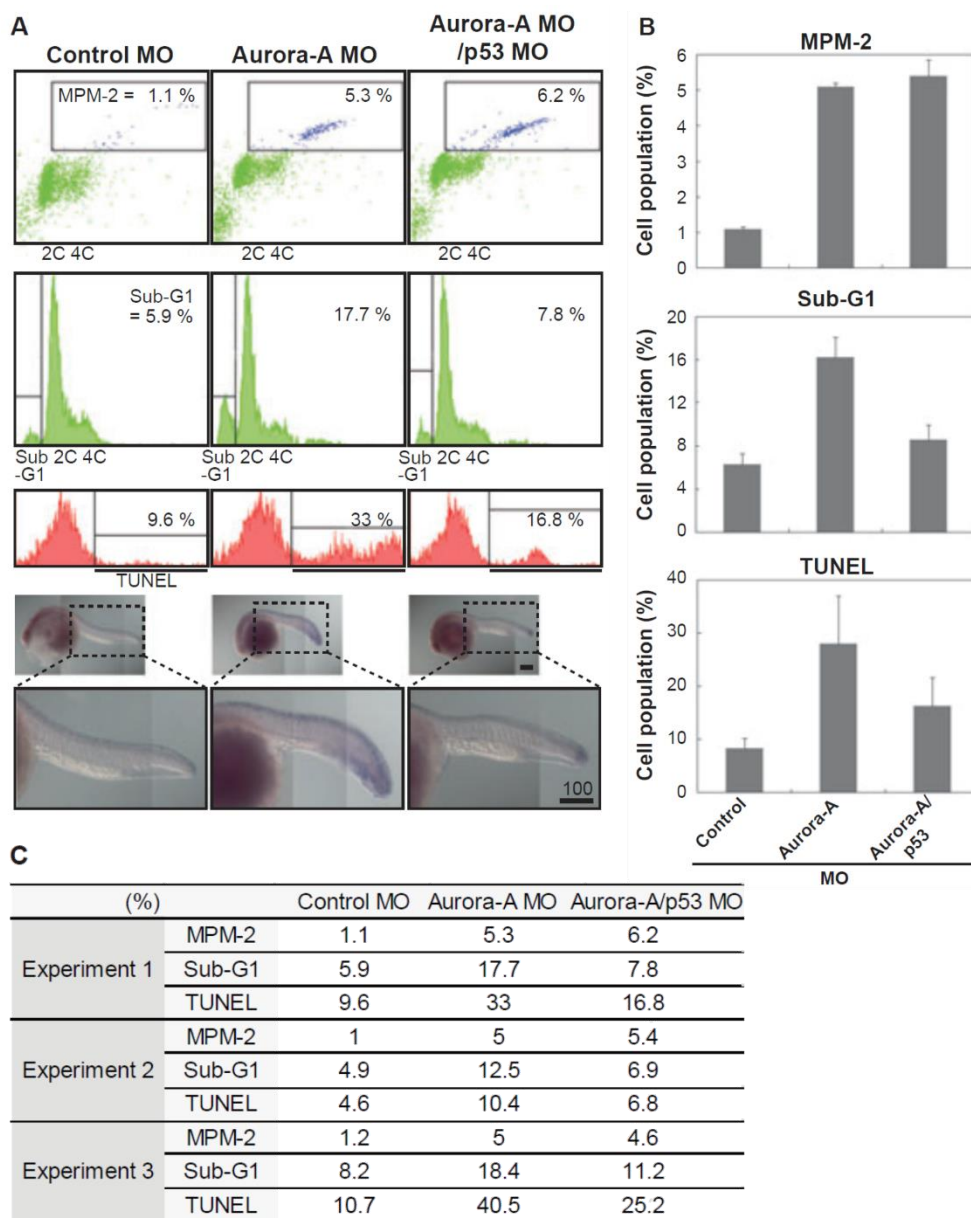 A
Control MO Aurora-A MO Aurora-A MO
/p53 MO
MPM-2 = 1.1 % 5.3 % 6.2 %
2C 4C 2C 4C
Sub-G1
= 5.9 % 17.7 % 7.8 %
Sub 2C 4C Sub 2C 4C Sub 2C 4C
-G1 -G1 -G1
9.6 % 33 % 16.8 %
TUNEL
100
B
MPM-2
Cell population (%)
6
5
4
3
2
1
0
Sub-G1
Cell population (%)
20
16
12
8
4
0
TUNEL
Cell population (%)
40
30
20
10
0
Control
Aurora-A
Aurora-A/
p53
MO
C
(%) Control MO Aurora-A MO Aurora-A/p53 MO
Experiment 1
MPM-2 1.1 5.3 6.2
Sub-G1 5.9 17.7 7.8
TUNEL 9.6 33 16.8
Experiment 2
MPM-2 1 5 5.4
Sub-G1 4.9 12.5 6.9
TUNEL 4.6 10.4 6.8
Experiment 3
MPM-2 1.2 5 4.6
Sub-G1 8.2 18.4 11.2
TUNEL 10.7 40.5 25.2